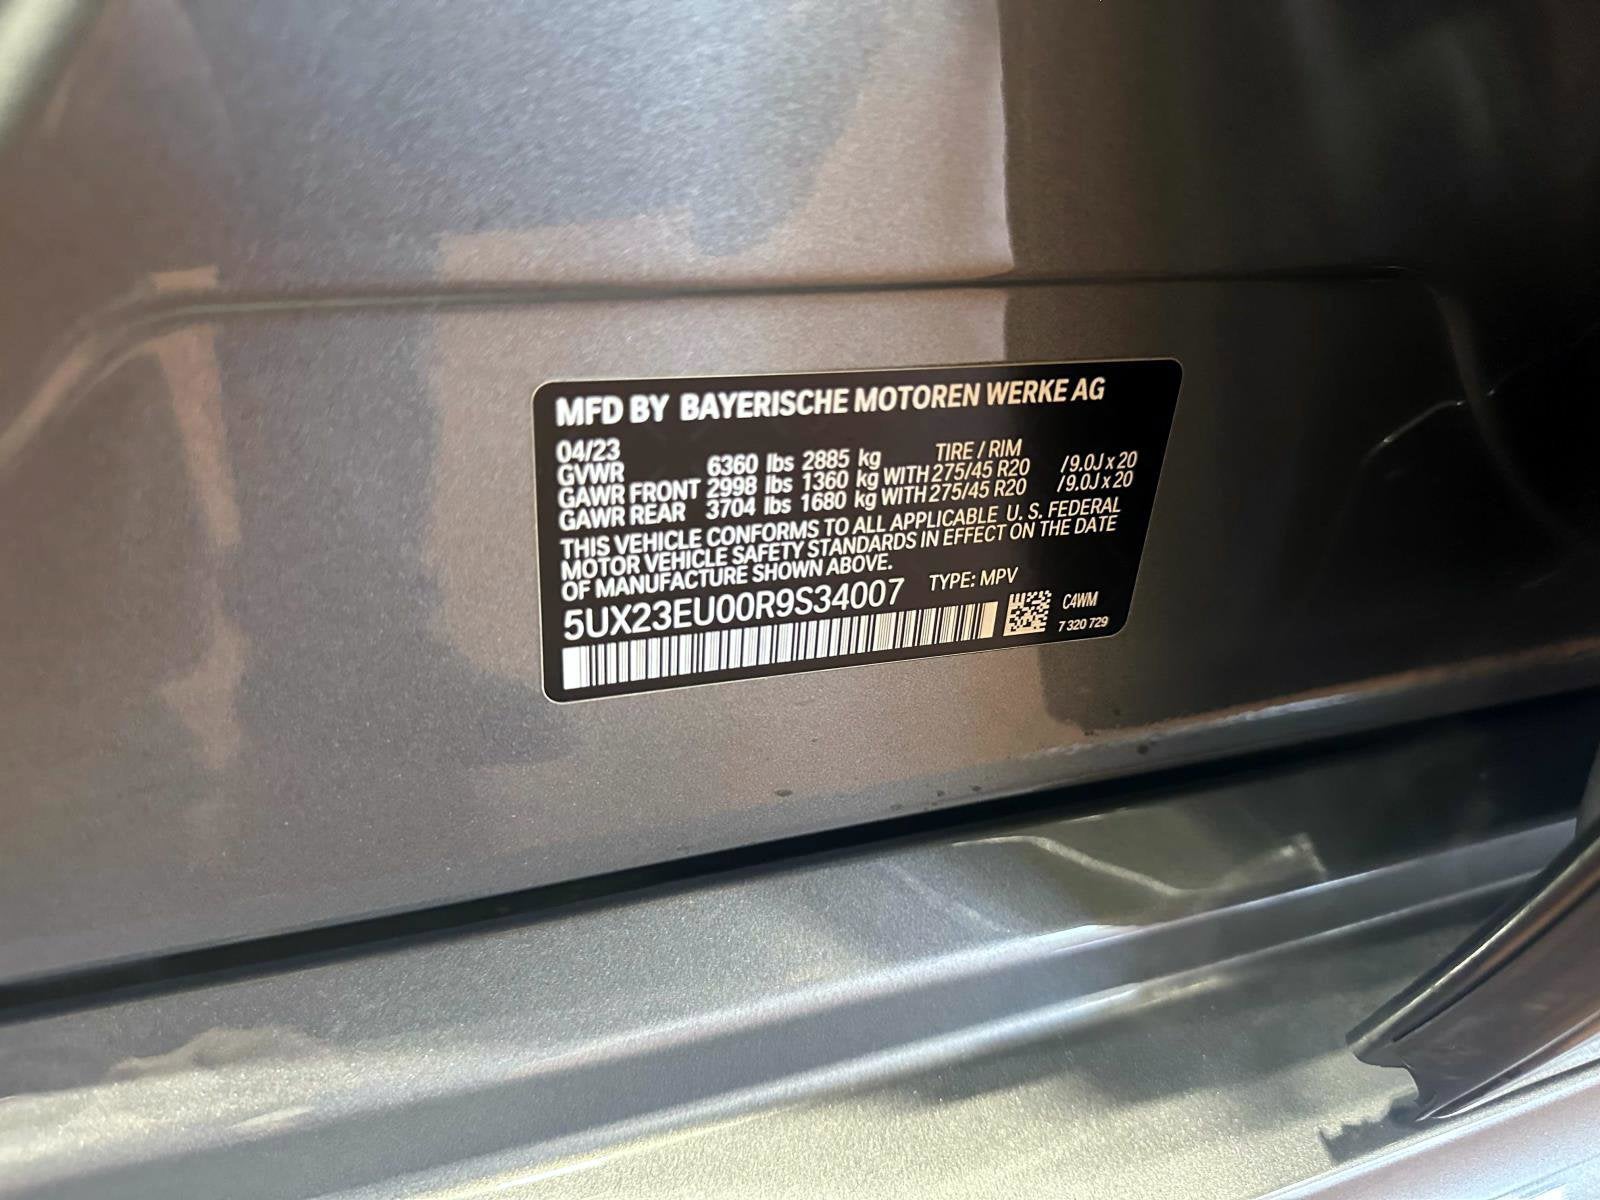 MFD BY BAYERISCHE MOTOREN WERKE AG
04/23 TIRE / RIM
GVWR 6360 lbs 2885 kg
GAWR FRONT 2998 lbs 1360 kg WITH 275/45 R20 / 9.0J x 20
GAWR REAR 3704 lbs 1680 kg WITH 275/45 R20 / 9.0J x 20
THIS VEHICLE CONFORMS TO ALL APPLICABLE U. S. FEDERAL
MOTOR VEHICLE SAFETY STANDARDS IN EFFECT ON THE DATE
OF MANUFACTURE SHOWN ABOVE.
5UX23EU00R9S34007 TYPE: MPV
C4WM
7 320 729